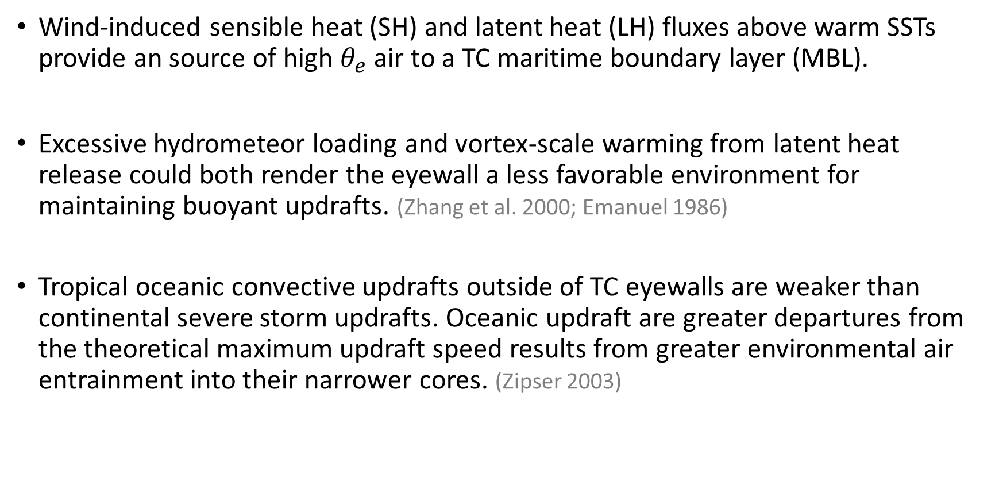 • Wind-induced sensible heat (SH) and latent heat (LH) fluxes above warm SSTs
provide an source of high θₑ air to a TC maritime boundary layer (MBL).
• Excessive hydrometeor loading and vortex-scale warming from latent heat
release could both render the eyewall a less favorable environment for
maintaining buoyant updrafts. (Zhang et al. 2000; Emanuel 1986)
• Tropical oceanic convective updrafts outside of TC eyewalls are weaker than
continental severe storm updrafts. Oceanic updraft are greater departures from
the theoretical maximum updraft speed results from greater environmental air
entrainment into their narrower cores. (Zipser 2003)